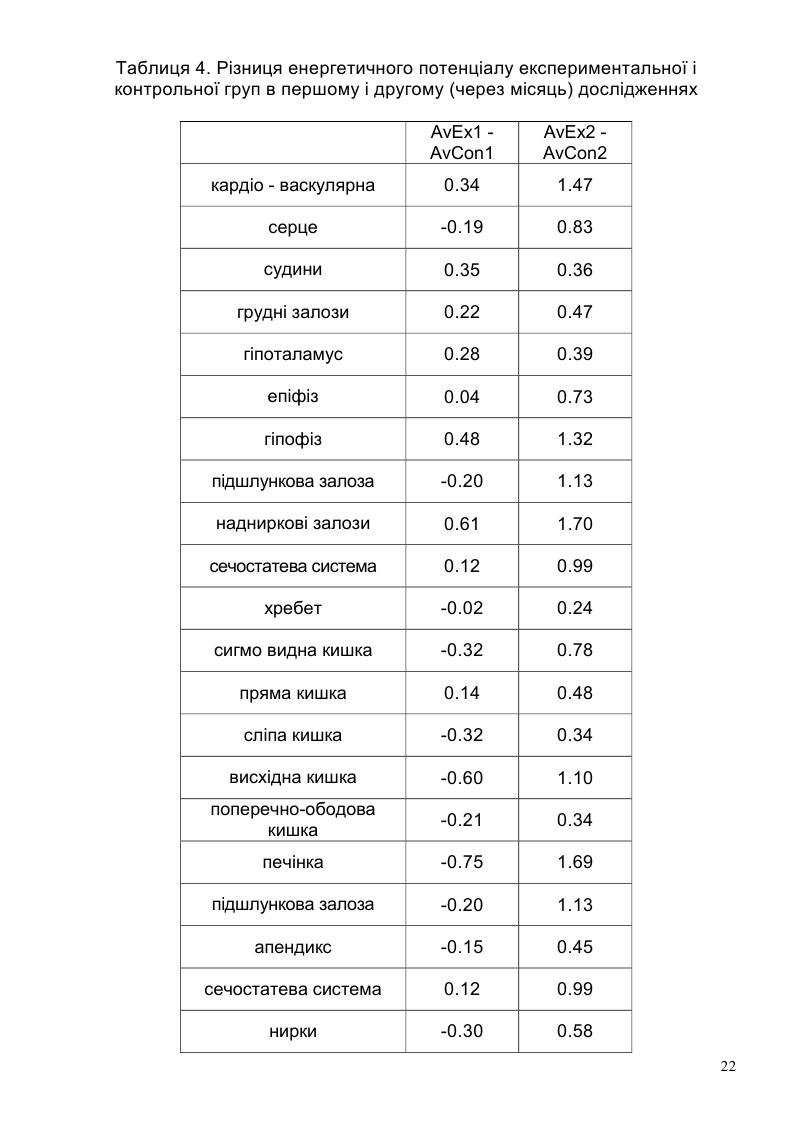 Таблиця 4. Різниця енергетичного потенціалу експериментальної і
контрольної груп в першому і другому (через місяць) дослідженнях
AvEx1 - AvEx2 -
AvCon1 AvCon2
кардіо - васкулярна 0.34 1.47
серце -0.19 0.83
судини 0.35 0.36
грудні залози 0.22 0.47
гіпоталамус 0.28 0.39
епіфіз 0.04 0.73
гіпофіз 0.48 1.32
підшлункова залоза -0.20 1.13
надниркові залози 0.61 1.70
сечостатева система 0.12 0.99
хребет -0.02 0.24
сигмо видна кишка -0.32 0.78
пряма кишка 0.14 0.48
сліпа кишка -0.32 0.34
висхідна кишка -0.60 1.10
поперечно-ободова
кишка -0.21 0.34
печінка -0.75 1.69
підшлункова залоза -0.20 1.13
апендикс -0.15 0.45
сечостатева система 0.12 0.99
нирки -0.30 0.58
22